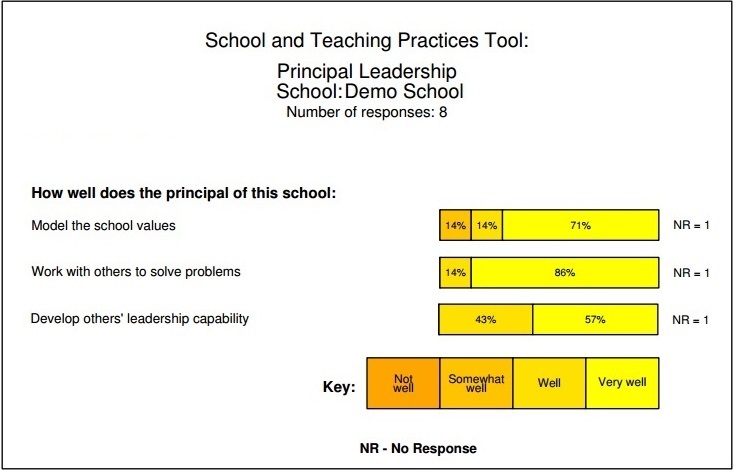 School and Teaching Practices Tool:
Principal Leadership
School:Demo School
Number of responses: 8
How well does the principal of this school:
Model the school values 14% 14% 71% NR = 1
Work with others to solve problems 14% 86% NR = 1
Develop others' leadership capability 43% 57% NR = 1
Key: Not well Somewhat well Well Very well
NR - No Response